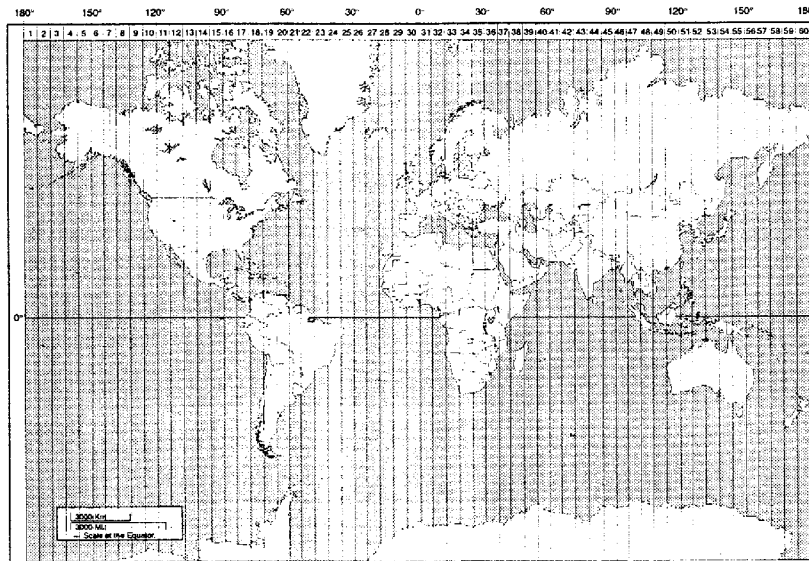 180° 150° 120° 90° 60° 30° 0° 30° 60° 90° 120° 150° 180°
1 2 3 4 5 6 7 8 9 10 11 12 13 14 15 16 17 18 19 20 21 22 23 24 25 26 27 28 29 30 31 32 33 34 35 36 37 38 39 40 41 42 43 44 45 46 47 48 49 50 51 52 53 54 55 56 57 58 59 60
0° 0°
3000 Km
3000 Mi
Scale at the Equator